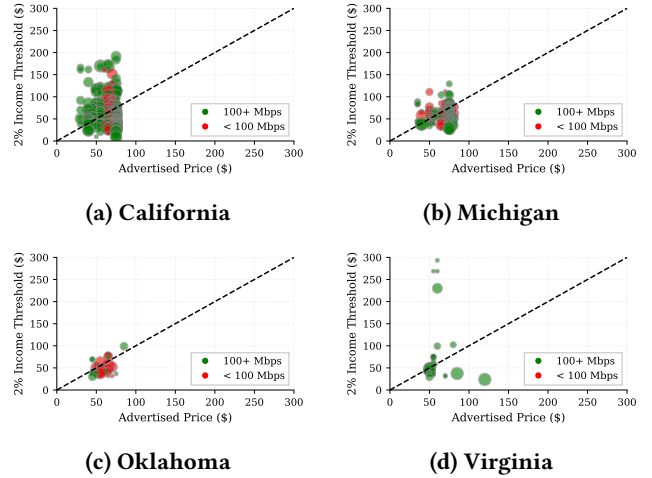 300
250
200
150
100
50
0
2% Income Threshold ($)
100+ Mbps
< 100 Mbps
0 50 100 150 200 250 300
Advertised Price ($)
(a) California
300
250
200
150
100
50
0
2% Income Threshold ($)
100+ Mbps
< 100 Mbps
0 50 100 150 200 250 300
Advertised Price ($)
(b) Michigan
300
250
200
150
100
50
0
2% Income Threshold ($)
100+ Mbps
< 100 Mbps
0 50 100 150 200 250 300
Advertised Price ($)
(c) Oklahoma
300
250
200
150
100
50
0
2% Income Threshold ($)
100+ Mbps
< 100 Mbps
0 50 100 150 200 250 300
Advertised Price ($)
(d) Virginia